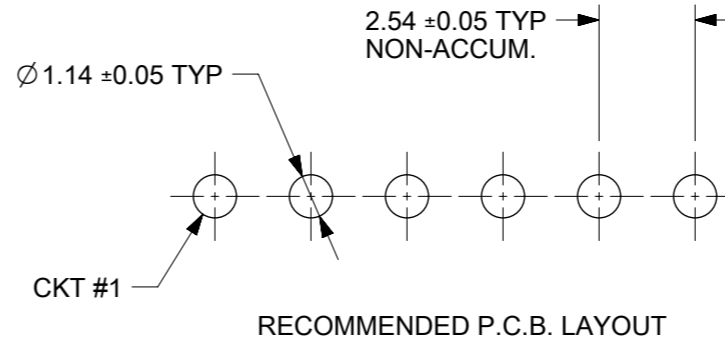 2.54 ±0.05 TYP
NON-ACCUM.
∅1.14 ±0.05 TYP
CKT #1
RECOMMENDED P.C.B. LAYOUT